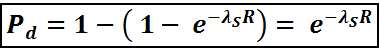 P_d = 1 − ( 1 − e^{−λ_S R}) = e^{−λ_S R}